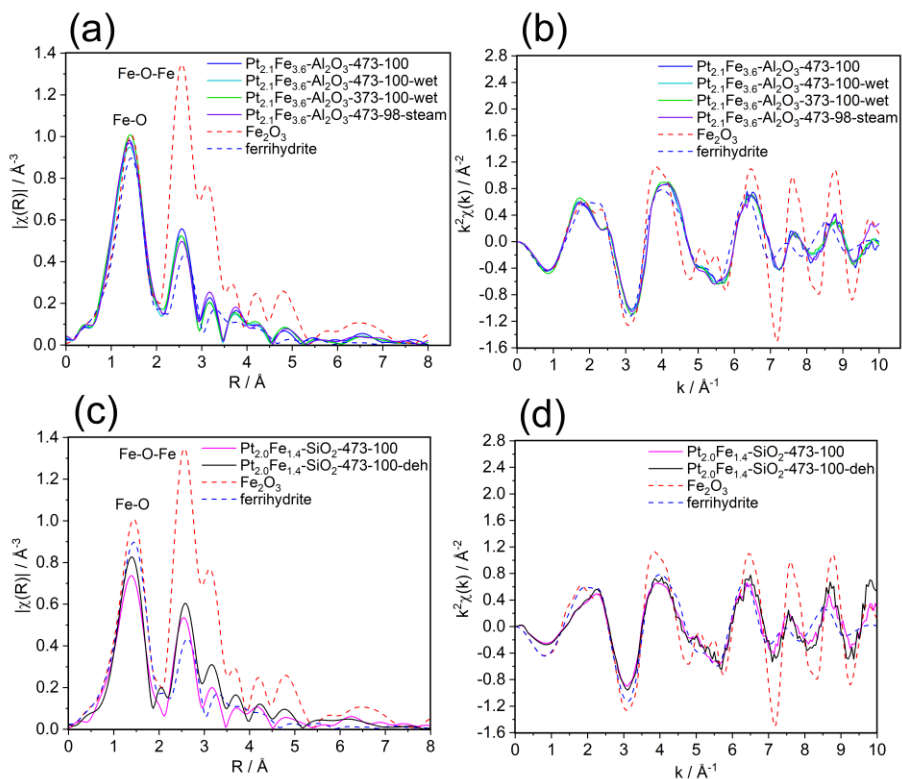 (a)
1.4
1.2
1.0
0.8
0.6
0.4
0.2
0.0
|χ(R)| / Å⁻³
Fe-O-Fe
Fe-O
Pt₂.₁Fe₃.₆-Al₂O₃-473-100
Pt₂.₁Fe₃.₆-Al₂O₃-473-100-wet
Pt₂.₁Fe₃.₆-Al₂O₃-373-100-wet
Pt₂.₁Fe₃.₆-Al₂O₃-473-98-steam
Fe₂O₃
ferrihydrite
0 1 2 3 4 5 6 7 8
R / Å
(b)
2.8
2.4
2.0
1.6
1.2
0.8
0.4
0.0
-0.4
-0.8
-1.2
-1.6
k²χ(k) / Å⁻²
Pt₂.₁Fe₃.₆-Al₂O₃-473-100
Pt₂.₁Fe₃.₆-Al₂O₃-473-100-wet
Pt₂.₁Fe₃.₆-Al₂O₃-373-100-wet
Pt₂.₁Fe₃.₆-Al₂O₃-473-98-steam
Fe₂O₃
ferrihydrite
0 1 2 3 4 5 6 7 8 9 10
k / Å⁻¹
(c)
1.4
1.2
1.0
0.8
0.6
0.4
0.2
0.0
|χ(R)| / Å⁻³
Fe-O-Fe
Fe-O
Pt₂.₀Fe₁.₄-SiO₂-473-100
Pt₂.₀Fe₁.₄-SiO₂-473-100-deh
Fe₂O₃
ferrihydrite
0 1 2 3 4 5 6 7 8
R / Å
(d)
2.8
2.4
2.0
1.6
1.2
0.8
0.4
0.0
-0.4
-0.8
-1.2
-1.6
k²χ(k) / Å⁻²
Pt₂.₀Fe₁.₄-SiO₂-473-100
Pt₂.₀Fe₁.₄-SiO₂-473-100-deh
Fe₂O₃
ferrihydrite
0 1 2 3 4 5 6 7 8 9 10
k / Å⁻¹